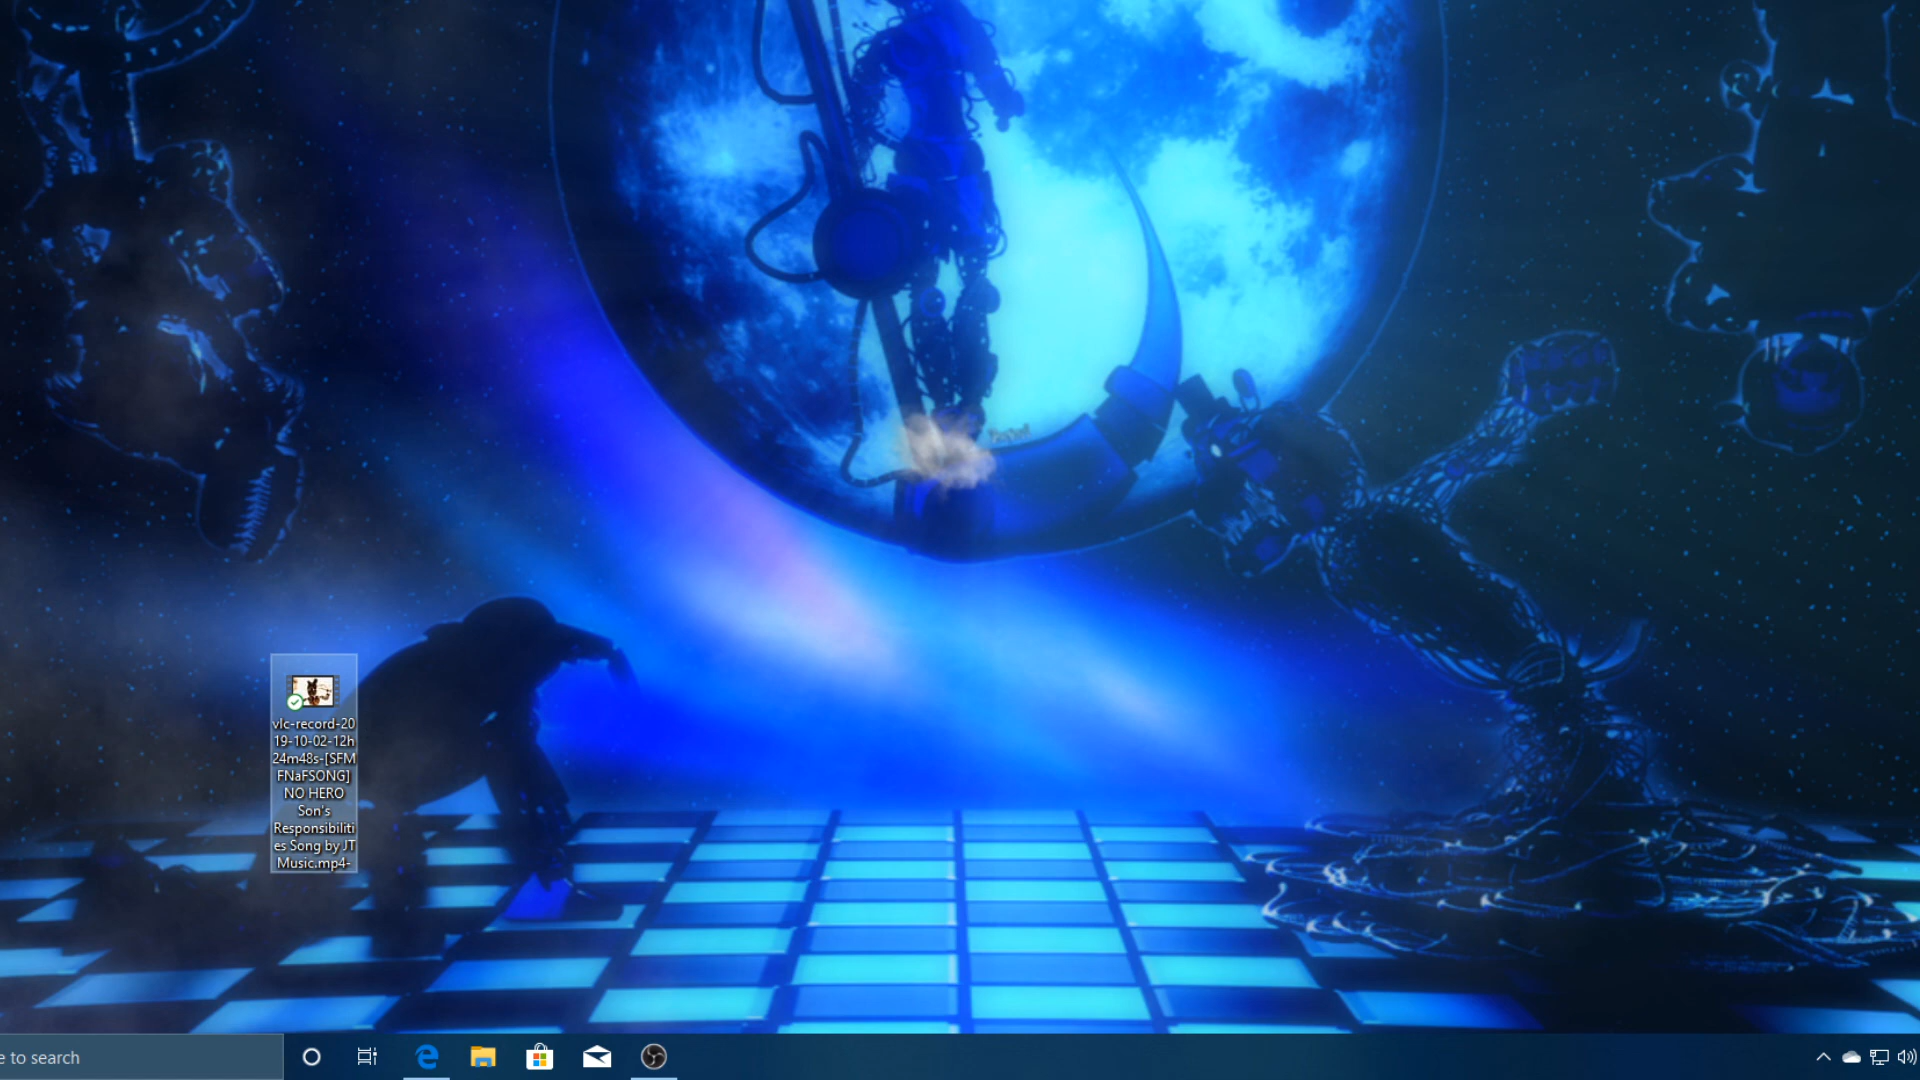 vlc-record-20
19-10-02-12h
24m48s-[SFM
FNaFSONG]
NO HERO
Son's
Responsibiliti
es Song by JT
Music.mp4-
e to search